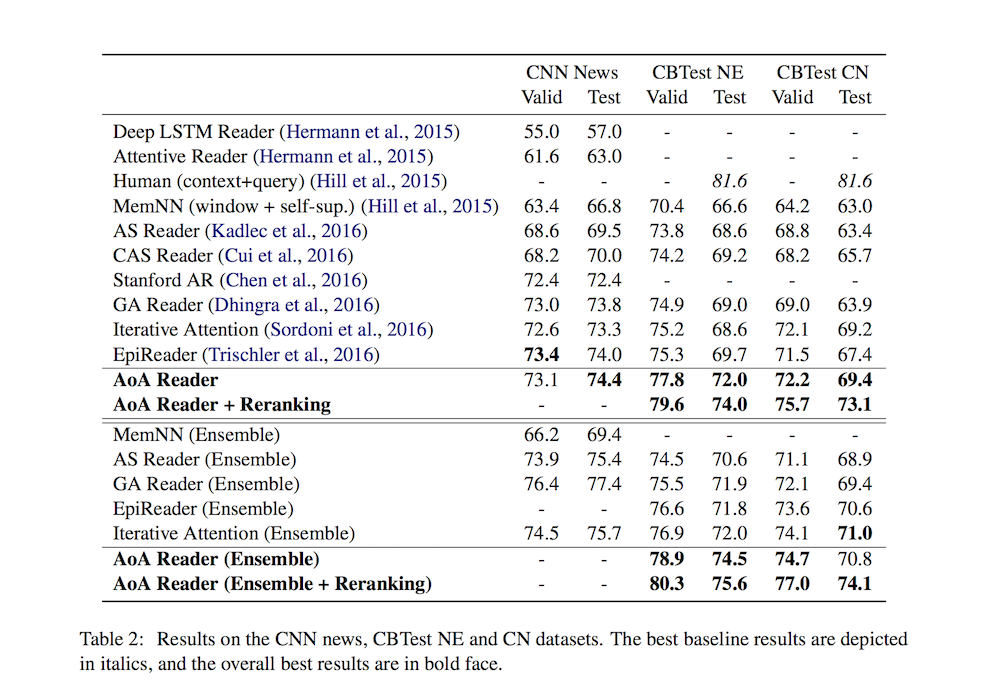 CNN News CBTest NE CBTest CN
Valid Test Valid Test Valid Test
Deep LSTM Reader (Hermann et al., 2015) 55.0 57.0 - - - -
Attentive Reader (Hermann et al., 2015) 61.6 63.0 - - - -
Human (context+query) (Hill et al., 2015) - - - 81.6 - 81.6
MemNN (window + self-sup.) (Hill et al., 2015) 63.4 66.8 70.4 66.6 64.2 63.0
AS Reader (Kadlec et al., 2016) 68.6 69.5 73.8 68.6 68.8 63.4
CAS Reader (Cui et al., 2016) 68.2 70.0 74.2 69.2 68.2 65.7
Stanford AR (Chen et al., 2016) 72.4 72.4 - - - -
GA Reader (Dhingra et al., 2016) 73.0 73.8 74.9 69.0 69.0 63.9
Iterative Attention (Sordoni et al., 2016) 72.6 73.3 75.2 68.6 72.1 69.2
EpiReader (Trischler et al., 2016) 73.4 74.0 75.3 69.7 71.5 67.4
AoA Reader 73.1 74.4 77.8 72.0 72.2 69.4
AoA Reader + Reranking - - 79.6 74.0 75.7 73.1
MemNN (Ensemble) 66.2 69.4 - - - -
AS Reader (Ensemble) 73.9 75.4 74.5 70.6 71.1 68.9
GA Reader (Ensemble) 76.4 77.4 75.5 71.9 72.1 69.4
EpiReader (Ensemble) - - 76.6 71.8 73.6 70.6
Iterative Attention (Ensemble) 74.5 75.7 76.9 72.0 74.1 71.0
AoA Reader (Ensemble) - - 78.9 74.5 74.7 70.8
AoA Reader (Ensemble + Reranking) - - 80.3 75.6 77.0 74.1
Table 2: Results on the CNN news, CBTest NE and CN datasets. The best baseline results are depicted
in italics, and the overall best results are in bold face.